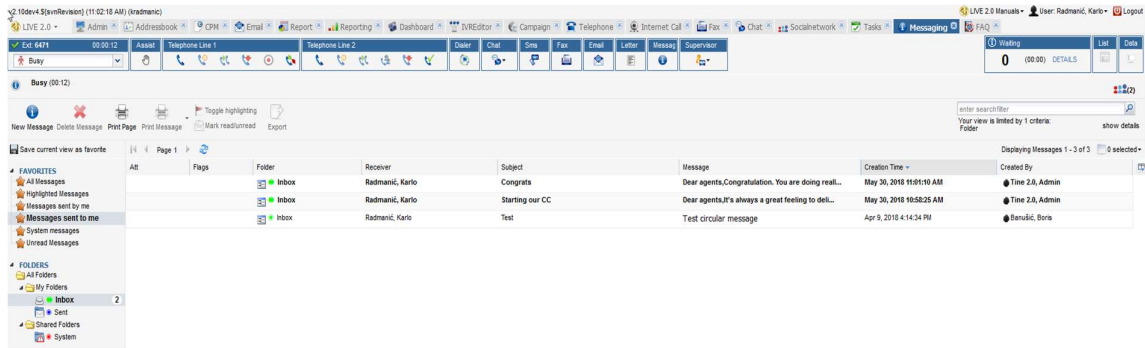 v2.10dev4.5{svnRevision} (11:02:18 AM) (kradmanic)
LIVE 2.0 Manuals User: Radmanić, Karlo Logout
LIVE 2.0 Admin Addressbook CPM Email Report Reporting Dashboard IVREditor Campaign Telephone Internet Call Fax Chat Socialnetwork Tasks Messaging FAQ
Ext: 6471 00:00:12 Assist Telephone Line 1 Telephone Line 2 Dialer Chat Sms Fax Email Letter Messag Supervisor Waiting List Data
Busy 0 (00:00) DETAILS
Busy (00:12)
(2)
New Message Delete Message Print Page Print Message Toggle highlighting Mark read/unread Export
enter searchfilter
Your view is limited by 1 criteria:
Folder show details
Save current view as favorite Page 1 Displaying Messages 1 - 3 of 3 0 selected
FAVORITES
All Messages
Highlighted Messages
Messages sent by me
Messages sent to me
System messages
Unread Messages
FOLDERS
All Folders
My Folders
Inbox 2
Sent
Shared Folders
System
Att Flags Folder Receiver Subject Message Creation Time Created By
Inbox Radmanić, Karlo Congrats Dear agents,Congratulation. You are doing reali... May 30, 2018 11:01:10 AM Tine 2.0, Admin
Inbox Radmanić, Karlo Starting our CC Dear agents,It's always a great feeling to deli... May 30, 2018 10:58:25 AM Tine 2.0, Admin
Inbox Radmanić, Karlo Test Test circular message Apr 9, 2018 4:14:34 PM Banušić, Boris